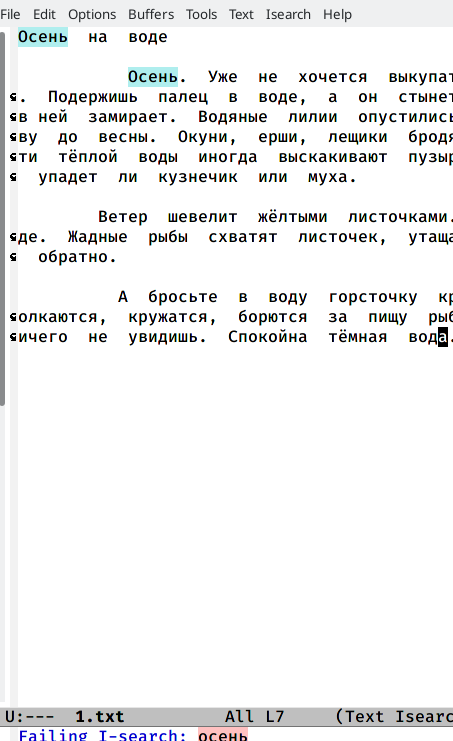 File Edit Options Buffers Tools Text Isearch Help
Осень на воде
Осень. Уже не хочется выкупат
. Подержишь палец в воде, а он стынет
в ней замирает. Водяные лилии опустились
ву до весны. Окуни, ерши, лещики бродя
ти тёплой воды иногда выскакивают пузыр
упадет ли кузнечик или муха.
Ветер шевелит жёлтыми листочками.
де. Жадные рыбы схватят листочек, утаща
обратно.
А бросьте в воду горсточку кр
олкаются, кружатся, борются за пищу рыб
ичего не увидишь. Спокойна тёмная вода.
U:--- 1.txt All L7 (Text Isearc
Failing I-search: осень